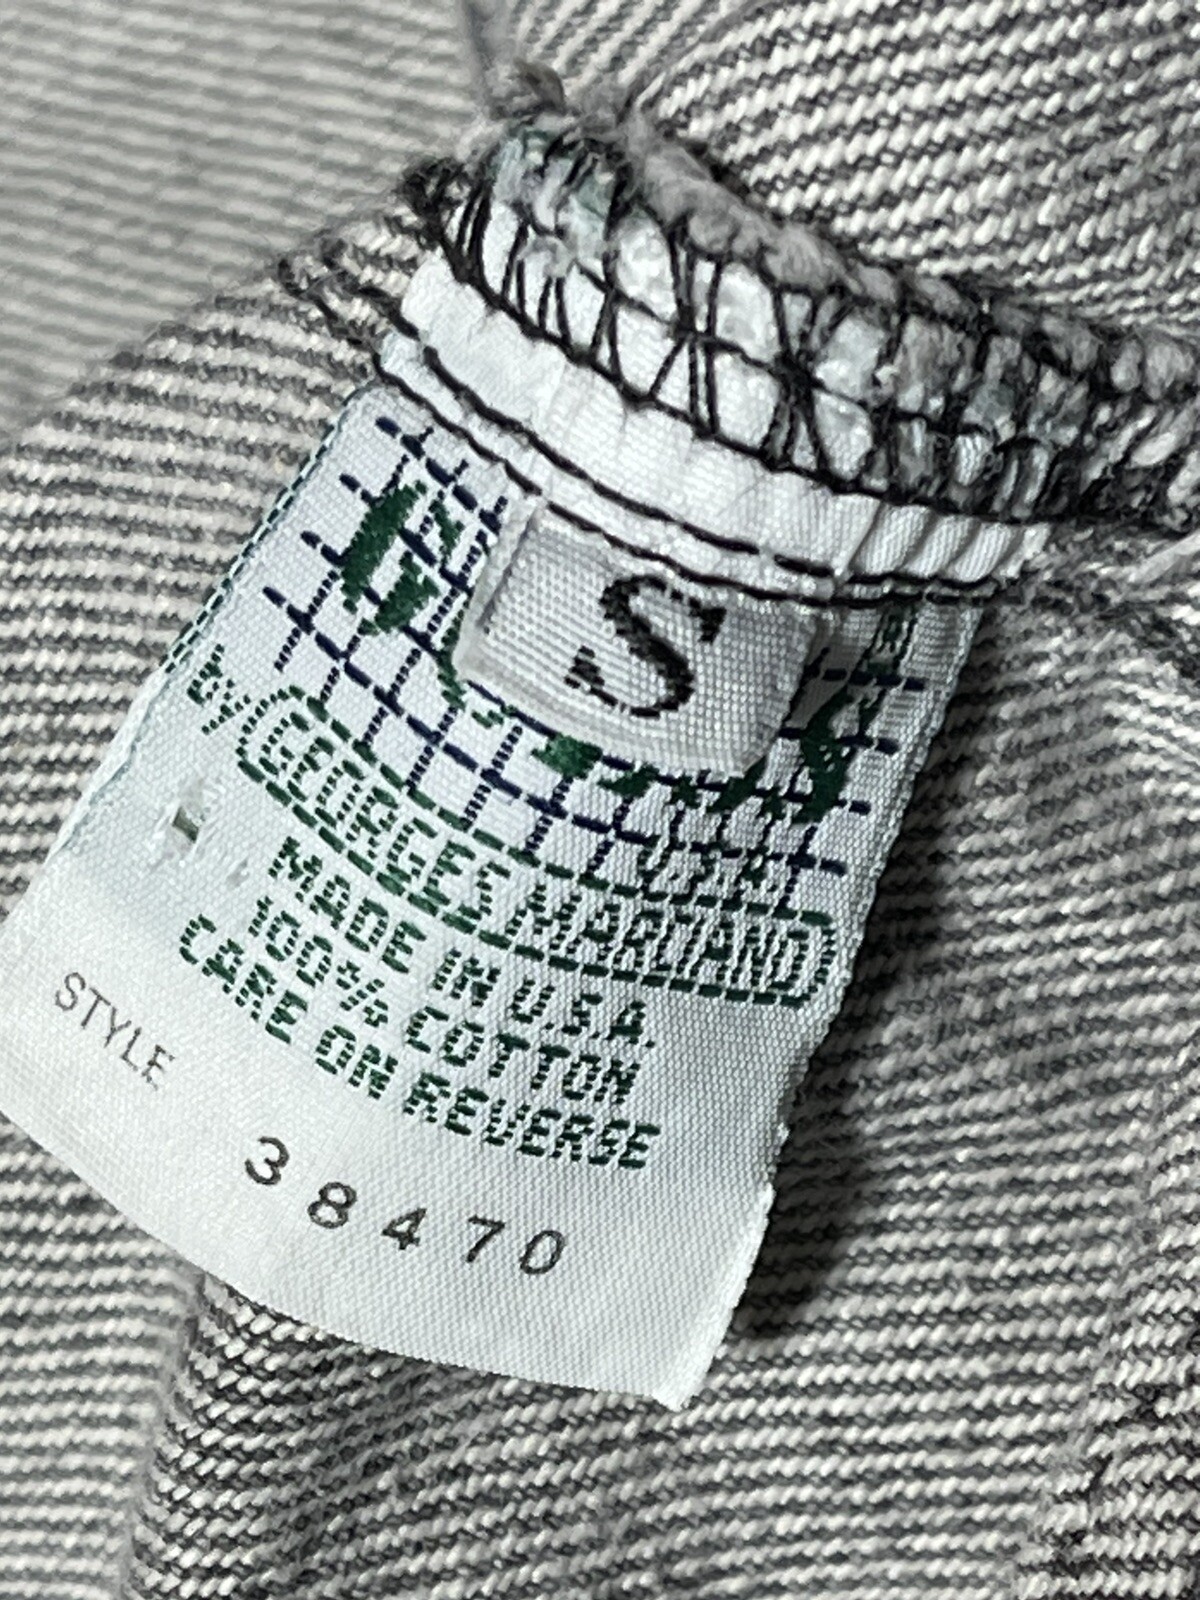 S
by GEORGES MARCIANO
MADE IN U.S.A.
100% COTTON
CARE ON REVERSE
STYLE
38470